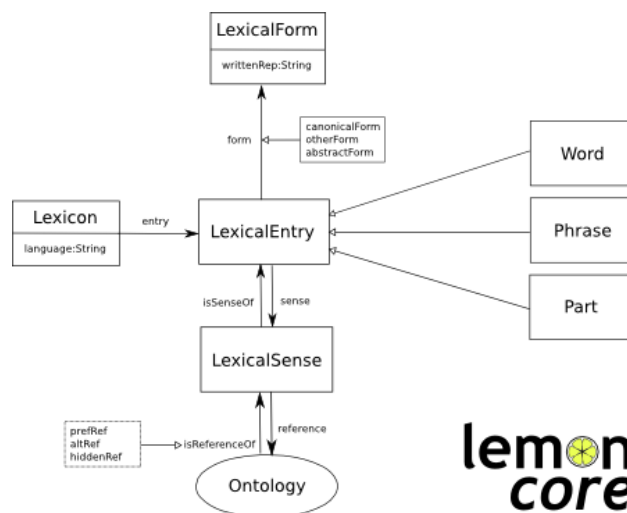 LexicalForm
writtenRep:String
form
canonicalForm
otherForm
abstractForm
Word
Lexicon
language:String
entry
LexicalEntry
Phrase
Part
isSenseOf
sense
LexicalSense
prefRef
altRef
hiddenRef
isReferenceOf
reference
Ontology
lemon
core